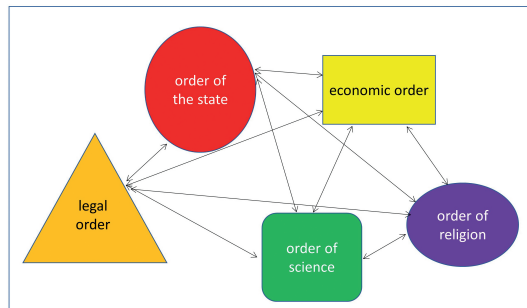 order of
the state
economic order
legal
order
order of
science
order of
religion